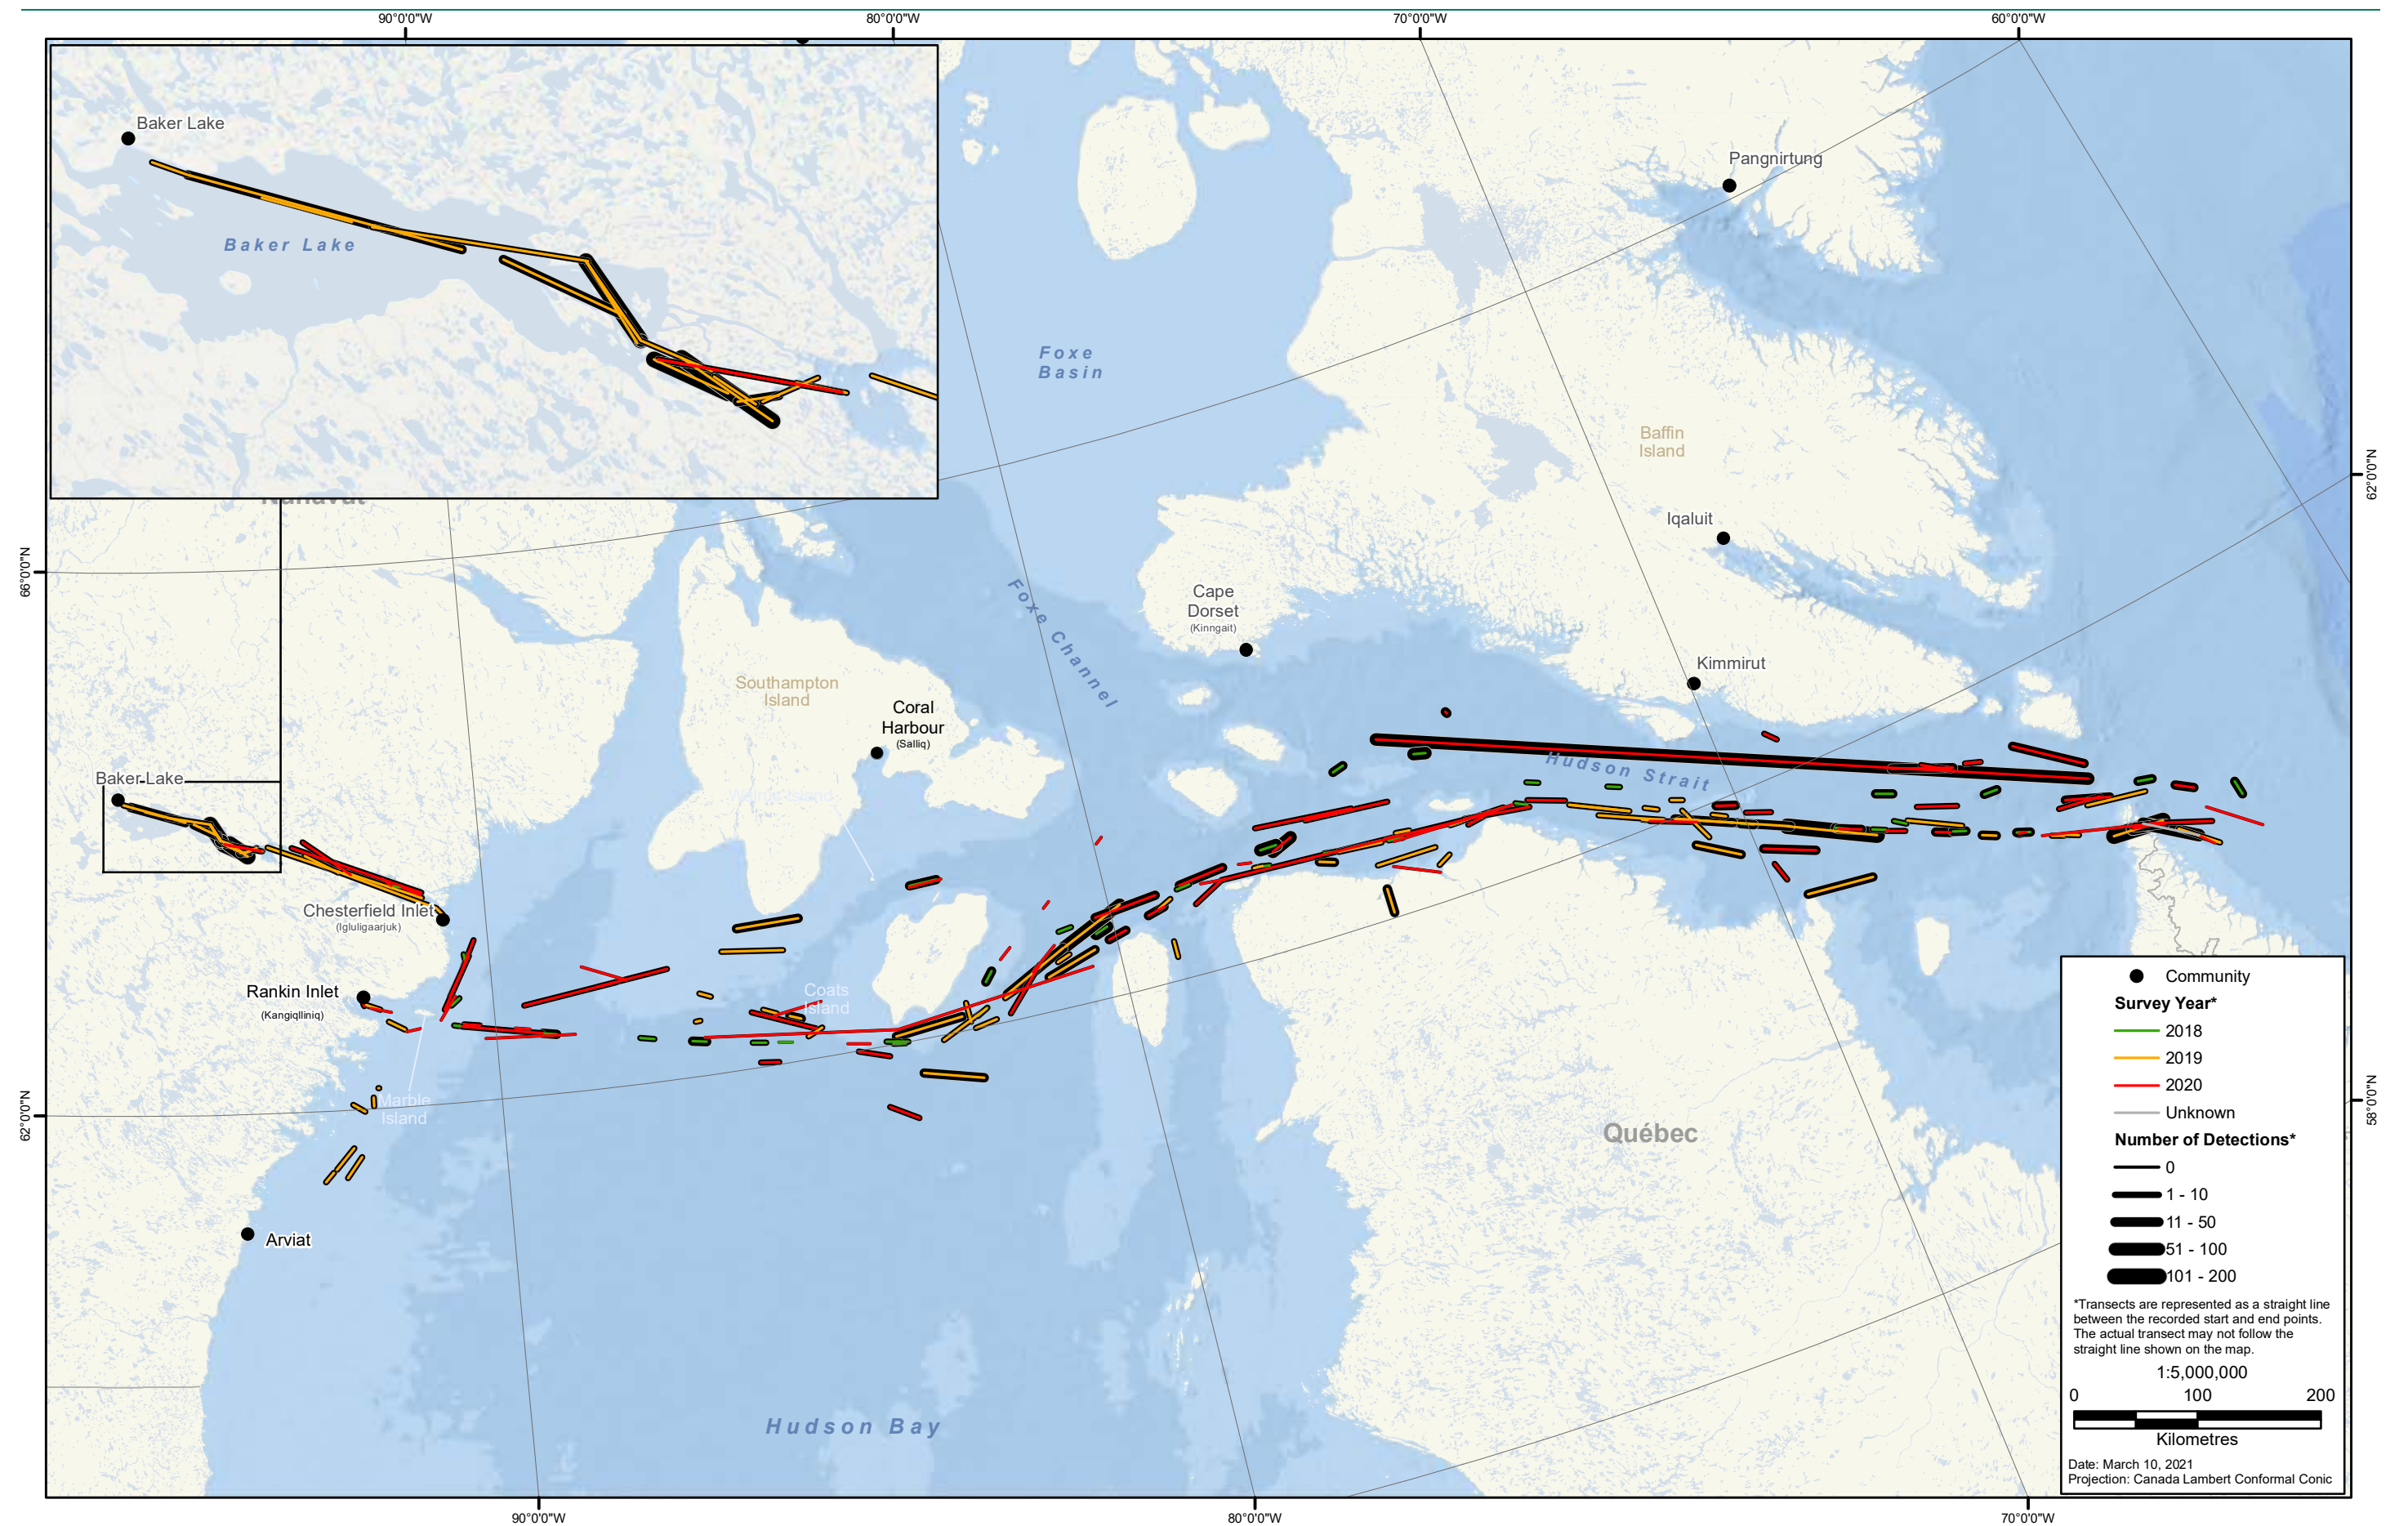 90°0'0"W
80°0'0"W
70°0'0"W
60°0'0"W
Baker Lake
Baker Lake
Pangnirtung
Foxe
Basin
Baffin
Island
62°0'0"N
Nunavut
Iqaluit
66°0'0"N
Cape
Dorset
(Kinngait)
Foxe Channel
Kimmirut
Southampton
Island
Coral
Harbour
(Salliq)
Hudson Strait
Baker Lake
Chesterfield Inlet
(Igluligaarjuk)
Rankin Inlet
(Kangiqlliniq)
Coats
Island
Marble
Island
62°0'0"N
58°0'0"N
Québec
Arviat
Hudson Bay
Community
Survey Year*
2018
2019
2020
Unknown
Number of Detections*
0
1 - 10
11 - 50
51 - 100
101 - 200
*Transects are represented as a straight line
between the recorded start and end points.
The actual transect may not follow the
straight line shown on the map.
1:5,000,000
0 100 200
Kilometres
Date: March 10, 2021
Projection: Canada Lambert Conformal Conic
90°0'0"W
80°0'0"W
70°0'0"W